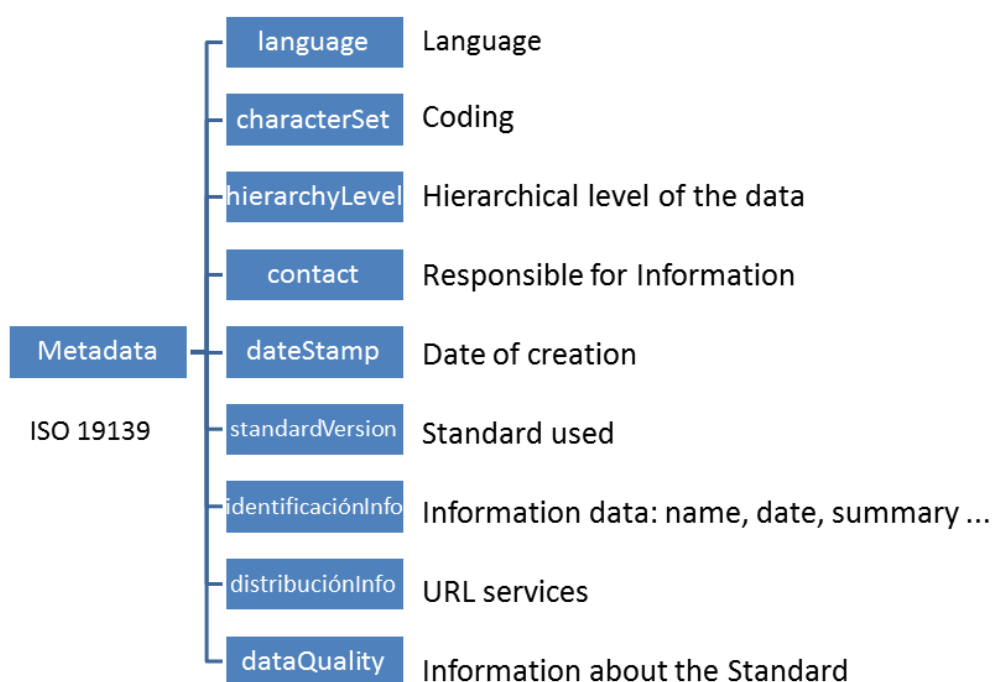 language Language
characterSet Coding
hierarchyLevel Hierarchical level of the data
contact Responsible for Information
Metadata
dateStamp Date of creation
ISO 19139
standardVersion Standard used
identificaciónInfo Information data: name, date, summary ...
distribuciónInfo URL services
dataQuality Information about the Standard